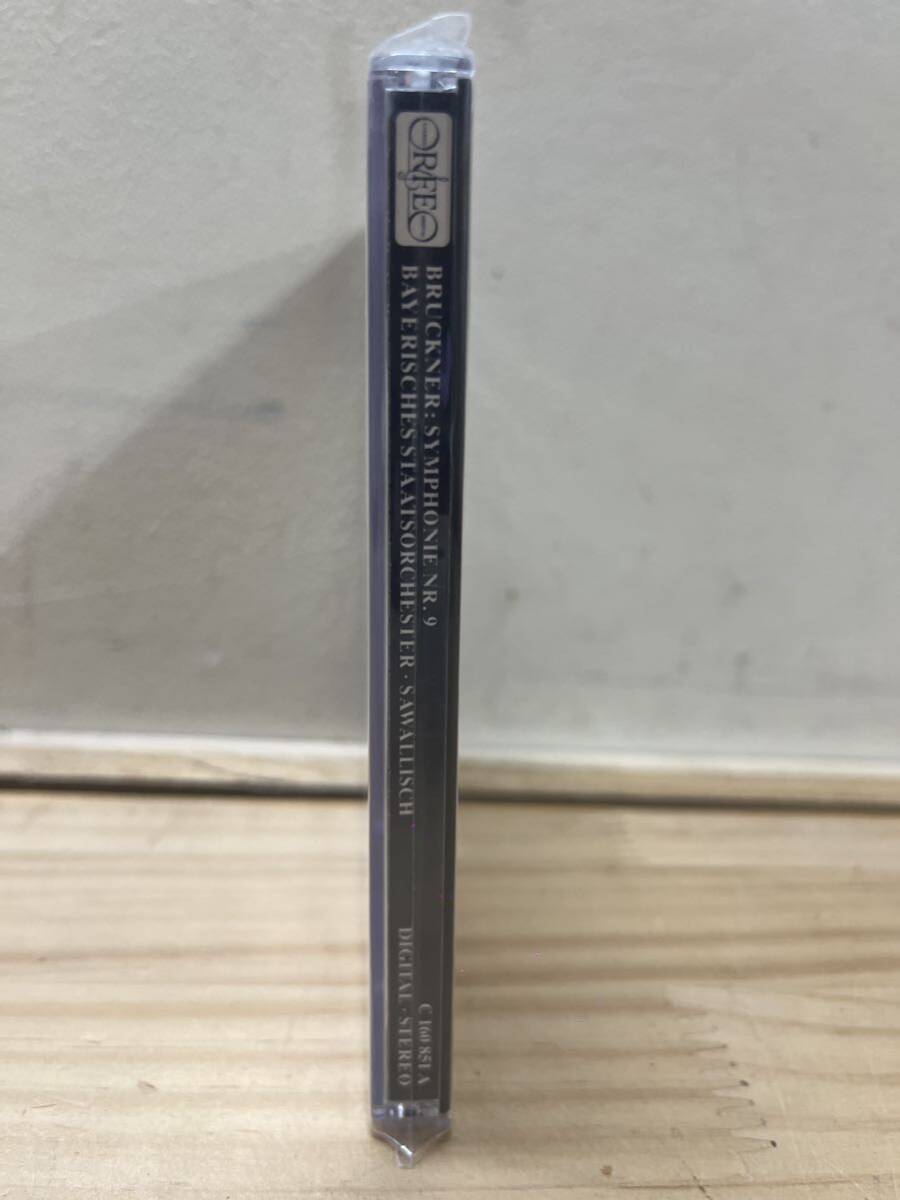 ORFEO
BRUCKNER: SYMPHONIE NR. 9
BAYERISCHES STAATSORCHESTER · SAWALLISCH
C 160 851 A
DIGITAL · STEREO